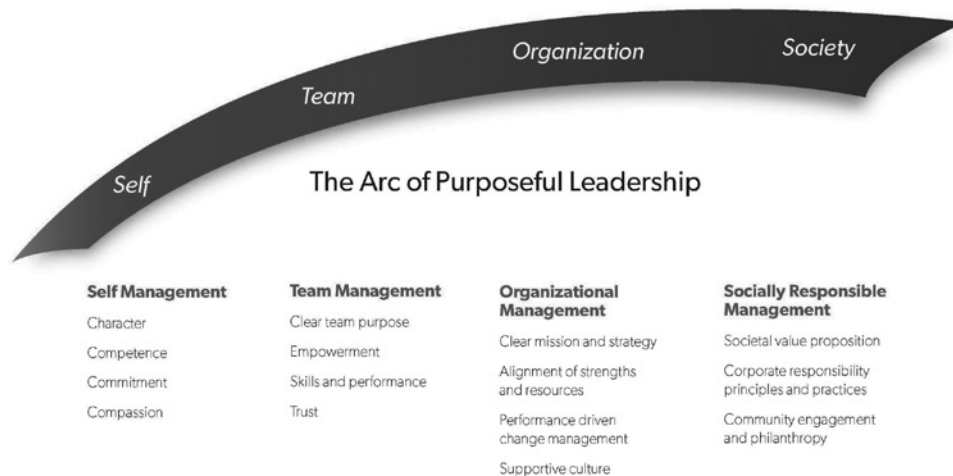 Society
Organization
Team
Self
The Arc of Purposeful Leadership
Self Management
Character
Competence
Commitment
Compassion
Team Management
Clear team purpose
Empowerment
Skills and performance
Trust
Organizational
Management
Clear mission and strategy
Alignment of strengths
and resources
Performance driven
change management
Supportive culture
Socially Responsible
Management
Societal value proposition
Corporate responsibility
principles and practices
Community engagement
and philanthropy